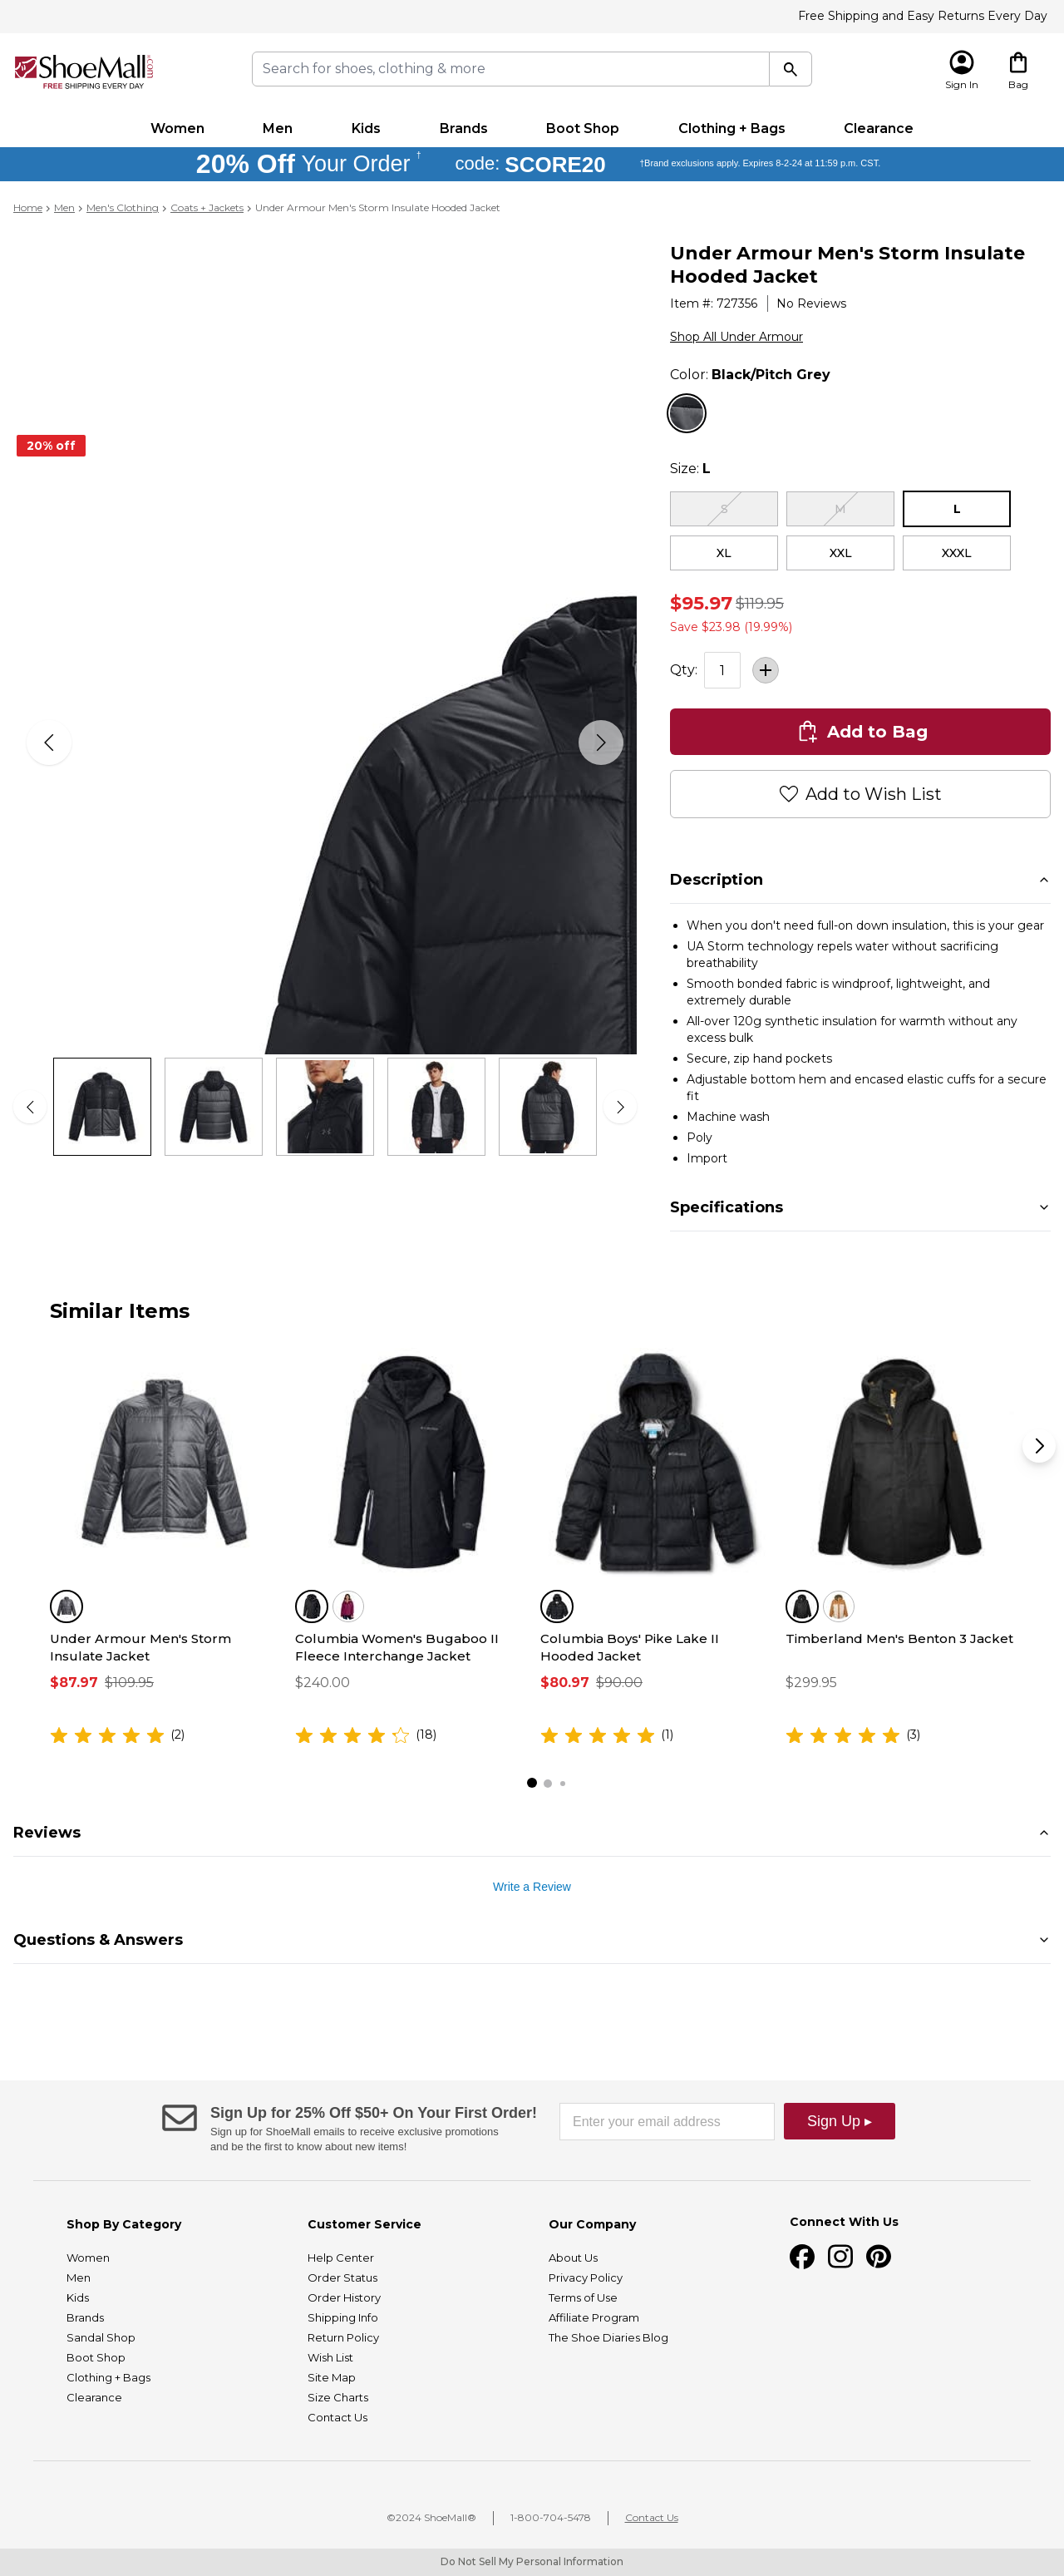 Free Shipping and Easy Returns Every Day
ShoeMall.com
FREE SHIPPING EVERY DAY
Search for shoes, clothing & more
Sign In
Bag
Women
Men
Kids
Brands
Boot Shop
Clothing + Bags
Clearance
20% Off Your Order † code: SCORE20 †Brand exclusions apply. Expires 8-2-24 at 11:59 p.m. CST.
Home > Men > Men's Clothing > Coats + Jackets > Under Armour Men's Storm Insulate Hooded Jacket
20% off
Under Armour Men's Storm Insulate
Hooded Jacket
Item #: 727356
No Reviews
Shop All Under Armour
Color: Black/Pitch Grey
Size: L
S
M
L
XL
XXL
XXXL
$95.97 $119.95
Save $23.98 (19.99%)
Qty: 1
Add to Bag
Add to Wish List
Description
• When you don't need full-on down insulation, this is your gear
• UA Storm technology repels water without sacrificing
breathability
• Smooth bonded fabric is windproof, lightweight, and
extremely durable
• All-over 120g synthetic insulation for warmth without any
excess bulk
• Secure, zip hand pockets
• Adjustable bottom hem and encased elastic cuffs for a secure
fit
• Machine wash
• Poly
• Import
Specifications
Similar Items
Under Armour Men's Storm
Insulate Jacket
$87.97 $109.95
(2)
Columbia Women's Bugaboo II
Fleece Interchange Jacket
$240.00
(18)
Columbia Boys' Pike Lake II
Hooded Jacket
$80.97 $90.00
(1)
Timberland Men's Benton 3 Jacket
$299.95
(3)
Reviews
Write a Review
Questions & Answers
Sign Up for 25% Off $50+ On Your First Order!
Sign up for ShoeMall emails to receive exclusive promotions
and be the first to know about new items!
Enter your email address
Sign Up ▸
Shop By Category
Women
Men
Kids
Brands
Sandal Shop
Boot Shop
Clothing + Bags
Clearance
Customer Service
Help Center
Order Status
Order History
Shipping Info
Return Policy
Wish List
Site Map
Size Charts
Contact Us
Our Company
About Us
Privacy Policy
Terms of Use
Affiliate Program
The Shoe Diaries Blog
Connect With Us
©2024 ShoeMall®
1-800-704-5478
Contact Us
Do Not Sell My Personal Information